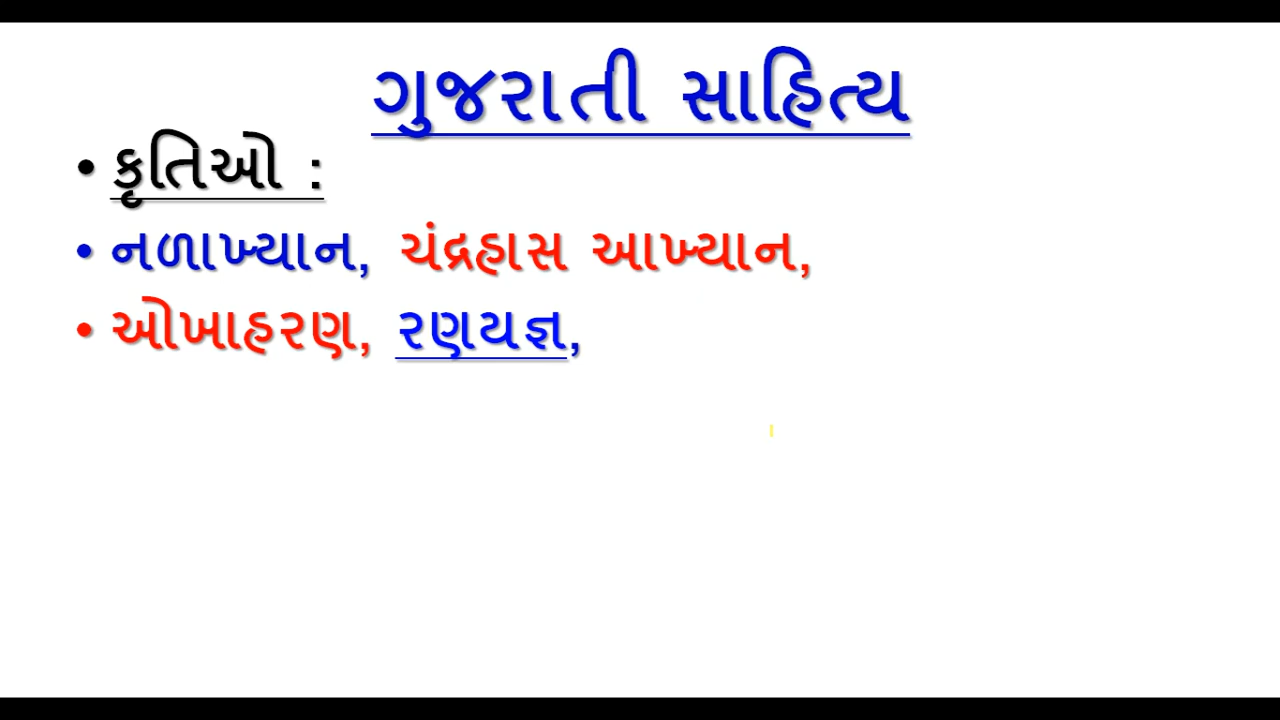 ગુજરાતી સાહિત્ય
• કૃતિઓ :
• નળાખ્યાન, ચંદ્રહાસ આખ્યાન,
• ઓખાહરણ, રણયજ્ઞ,